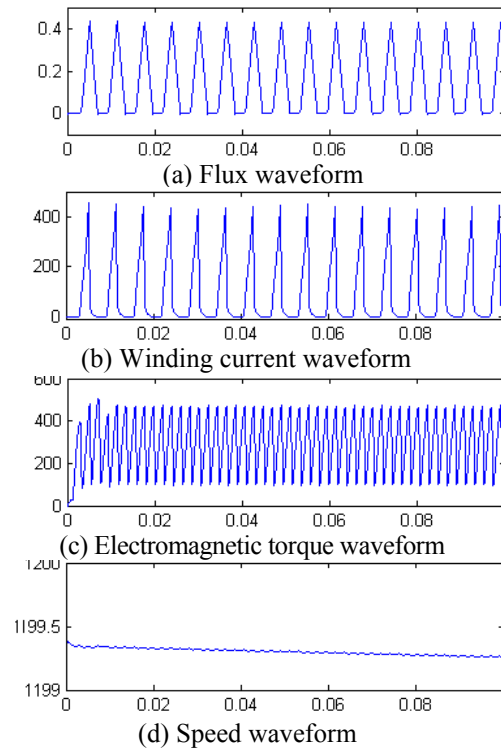 0.4
0.2
0
0 0.02 0.04 0.06 0.08
(a) Flux waveform
400
200
0
0 0.02 0.04 0.06 0.08
(b) Winding current waveform
600
400
200
0
0 0.02 0.04 0.06 0.08
(c) Electromagnetic torque waveform
1200
1199.5
1199
0 0.02 0.04 0.06 0.08
(d) Speed waveform